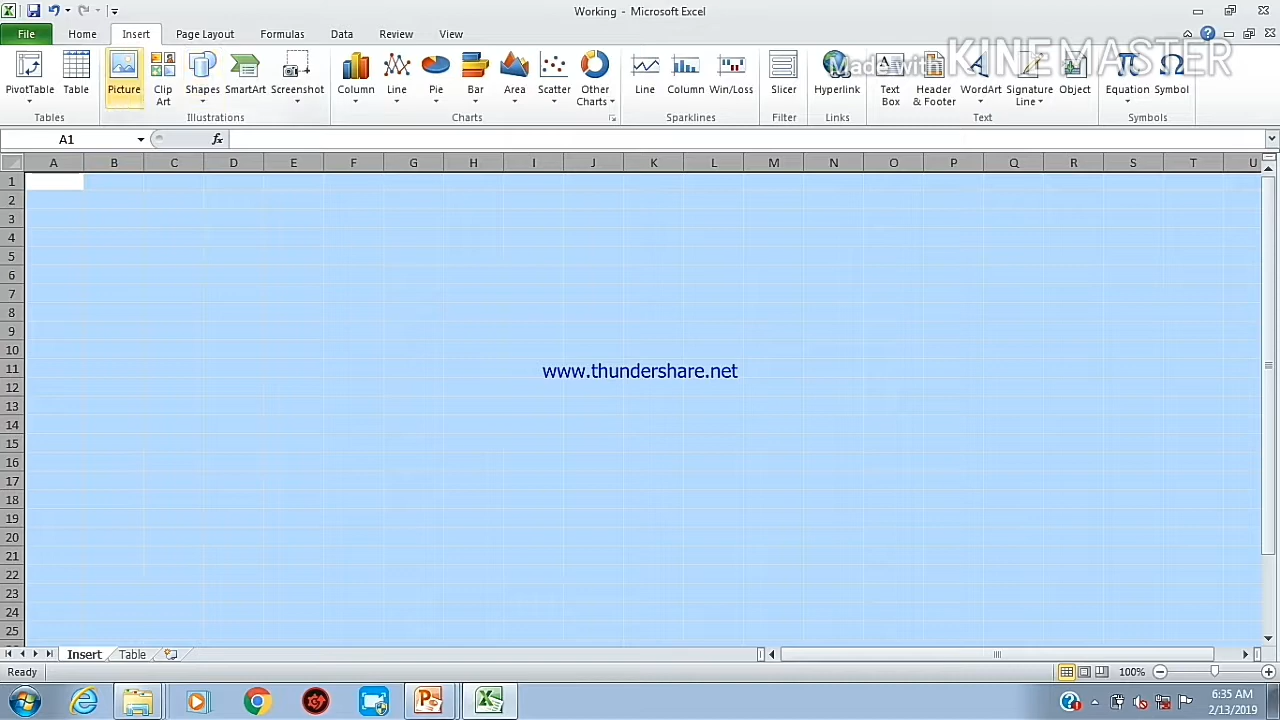 Working - Microsoft Excel
File Home Insert Page Layout Formulas Data Review View
Made with KINEMASTER
PivotTable Table Picture Clip Art Shapes SmartArt Screenshot Column Line Pie Bar Area Scatter Other Charts Line Column Win/Loss Slicer Hyperlink Text Box Header & Footer WordArt Signature Line Object Equation Symbol
Tables Illustrations Charts Sparklines Filter Links Text Symbols
A1 fx
A B C D E F G H I J K L M N O P Q R S T U
1
2
3
4
5
6
7
8
9
10
11 www.thundershare.net
12
13
14
15
16
17
18
19
20
21
22
23
24
25
Insert Table
Ready 100%
6:35 AM
2/13/2019